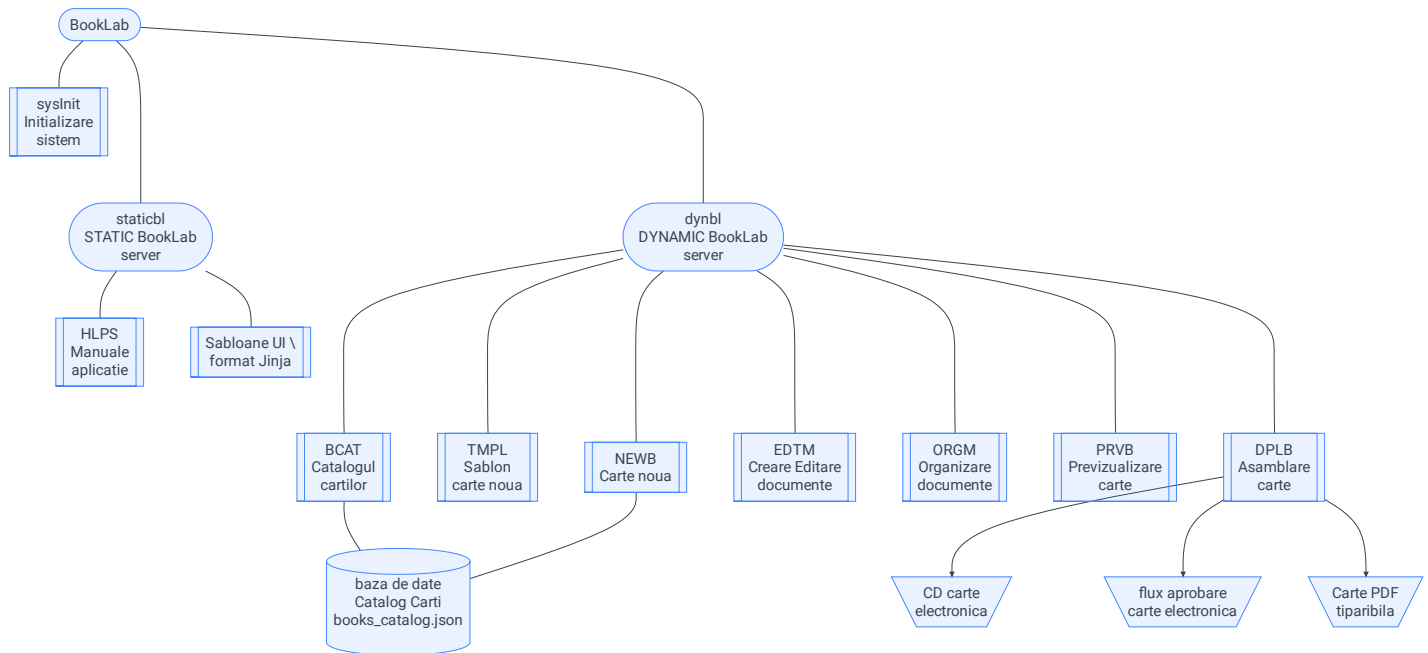 BookLab
sysInit
Initializare
sistem
staticbl
STATIC BookLab
server
dynbl
DYNAMIC BookLab
server
HLPS
Manuale
aplicatie
Sabloane UI \
format Jinja
BCAT
Catalogul
cartilor
TMPL
Sablon
carte noua
NEWB
Carte noua
EDTM
Creare Editare
documente
ORGM
Organizare
documente
PRVB
Previzualizare
carte
DPLB
Asamblare
carte
baza de date
Catalog Carti
books_catalog.json
CD carte
electronica
flux aprobare
carte electronica
Carte PDF
tiparibila